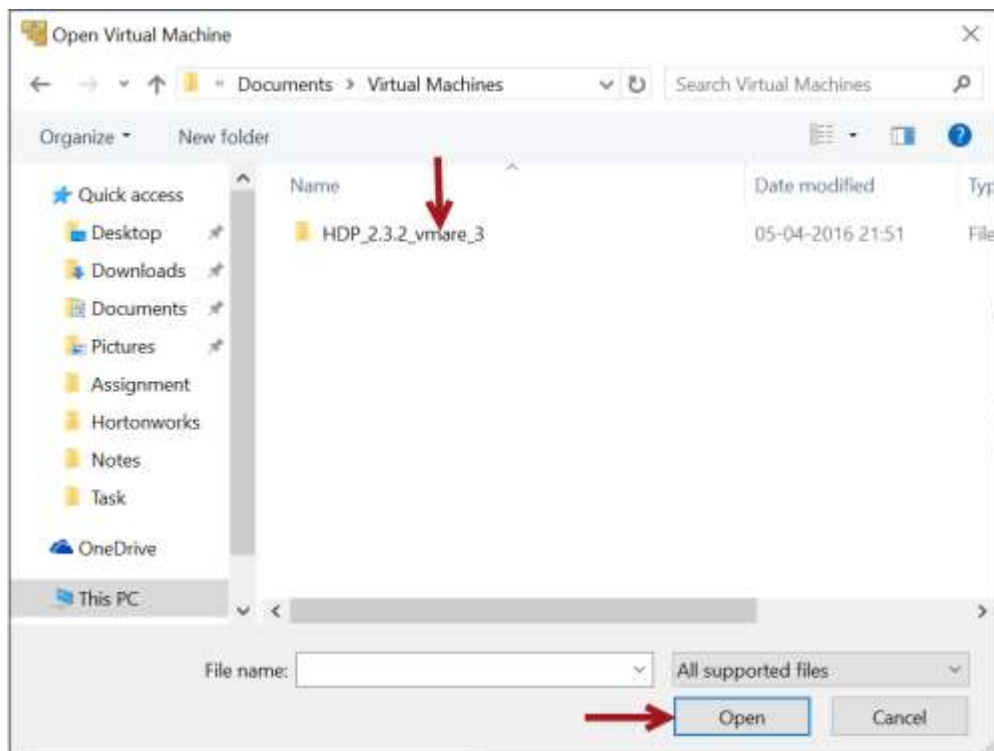 Open Virtual Machine
« Documents > Virtual Machines
Search Virtual Machines
Organize
New folder
Name
Date modified
Typ
Quick access
Desktop
Downloads
Documents
Pictures
Assignment
Hortonworks
Notes
Task
OneDrive
This PC
HDP_2.3.2_vmare_3
05-04-2016 21:51
File
File name:
All supported files
Open
Cancel